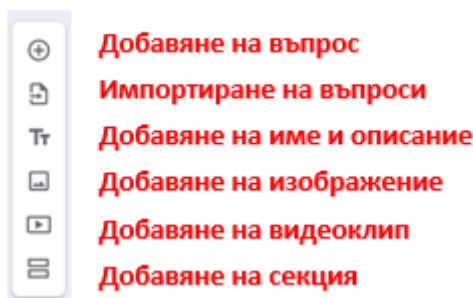 Добавяне на въпрос
Импортиране на въпроси
Тт Добавяне на име и описание
Добавяне на изображение
Добавяне на видеоклип
Добавяне на секция